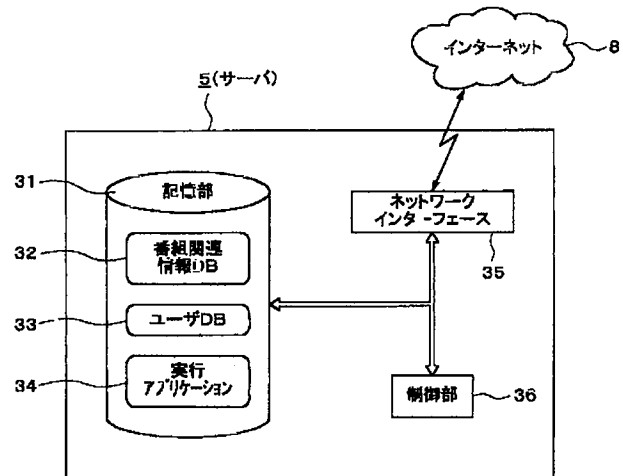 インターネット
8
5(サーバ)
31
記憶部
ネットワーク
インターフェース
32
番組関連
情報DB
35
33
ユーザDB
34
実行
アプリケーション
制御部
36